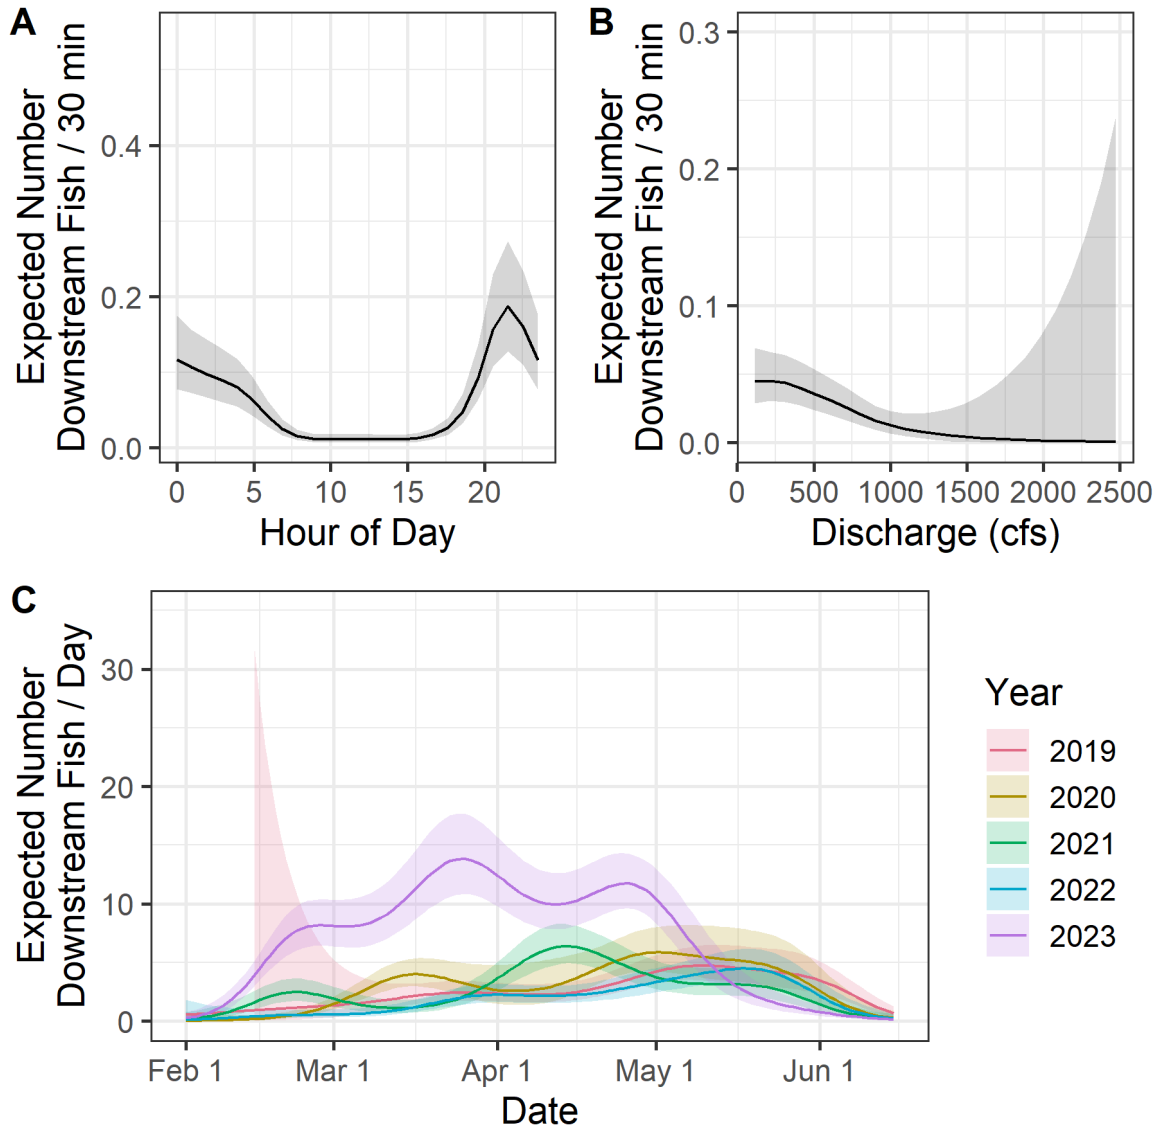 A
Expected Number
Downstream Fish / 30 min
0.4
0.2
0.0
0 5 10 15 20
Hour of Day
B
Expected Number
Downstream Fish / 30 min
0.3
0.2
0.1
0.0
0 500 1000 1500 2000 2500
Discharge (cfs)
C
Expected Number
Downstream Fish / Day
30
20
10
0
Feb 1 Mar 1 Apr 1 May 1 Jun 1
Date
Year
2019
2020
2021
2022
2023